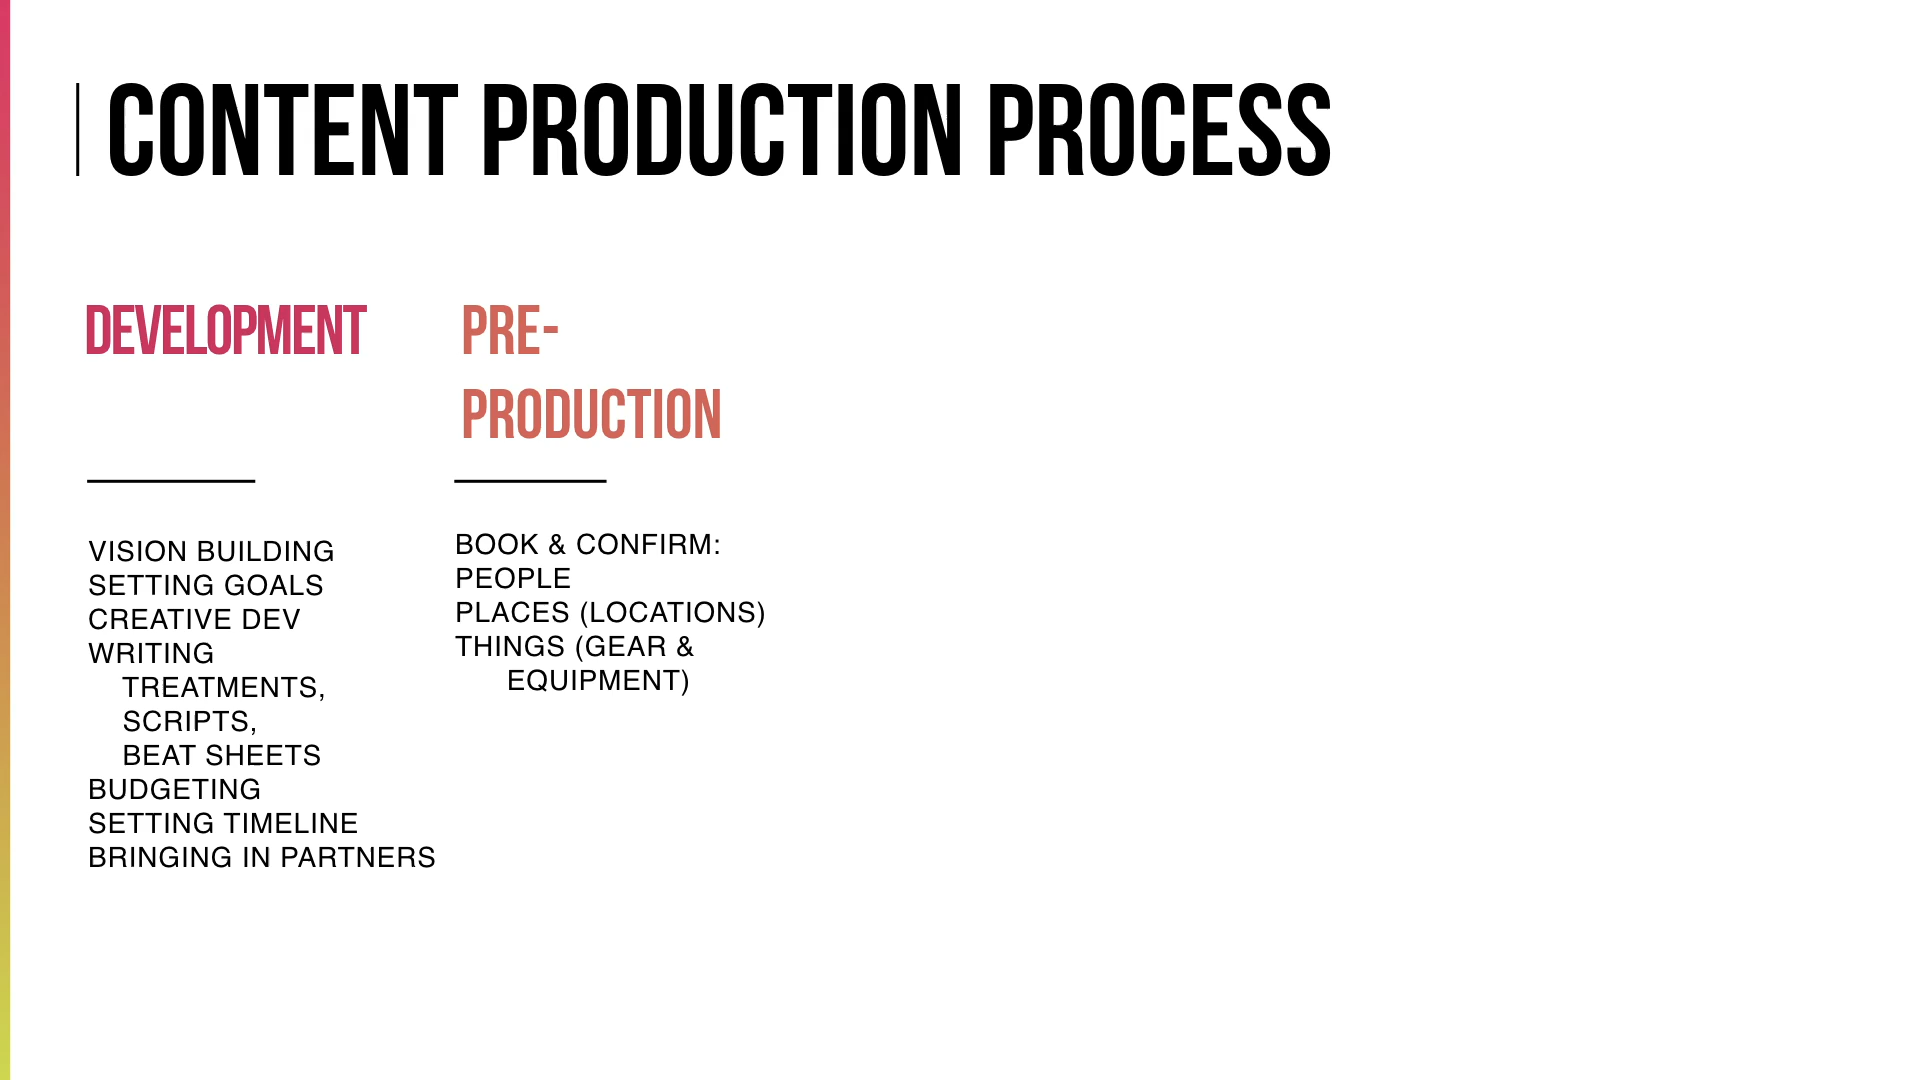 CONTENT PRODUCTION PROCESS
DEVELOPMENT
VISION BUILDING
SETTING GOALS
CREATIVE DEV
WRITING
TREATMENTS,
SCRIPTS,
BEAT SHEETS
BUDGETING
SETTING TIMELINE
BRINGING IN PARTNERS
PRE-
PRODUCTION
BOOK & CONFIRM:
PEOPLE
PLACES (LOCATIONS)
THINGS (GEAR &
EQUIPMENT)